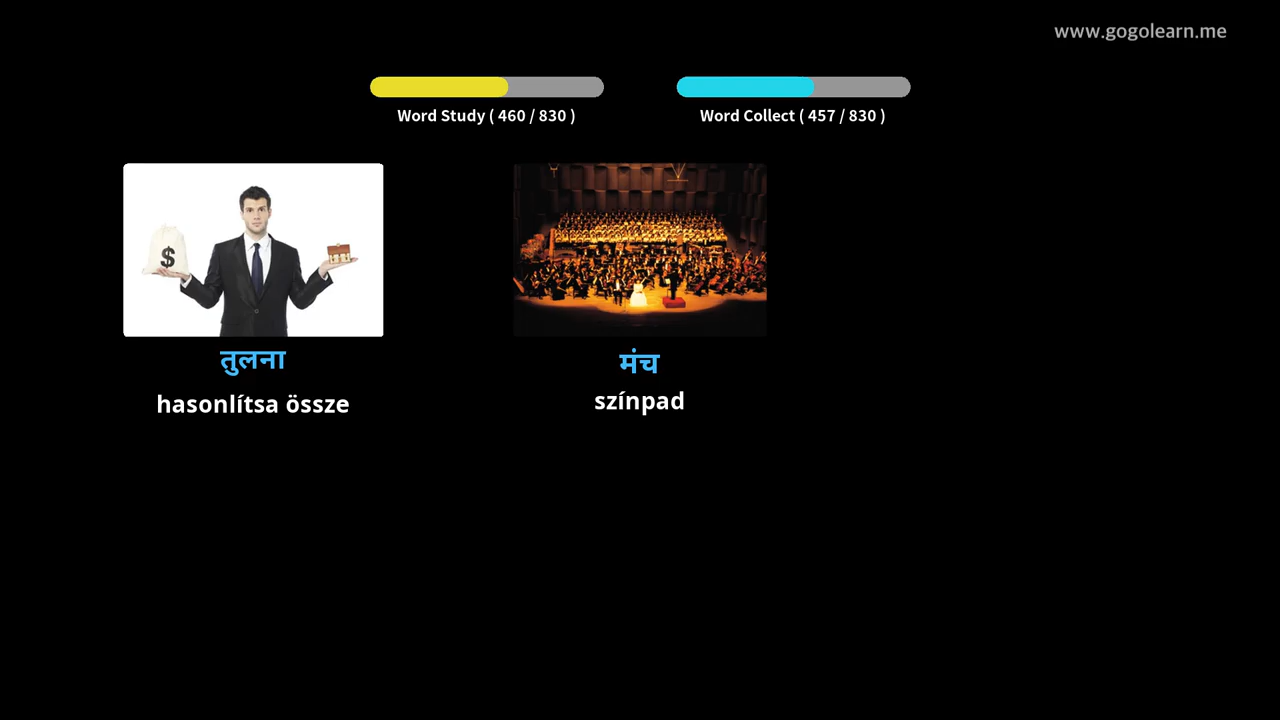 www.gogolearn.me
Word Study ( 460 / 830 )
Word Collect ( 457 / 830 )
$
तुलना
hasonlítsa össze
मंच
színpad